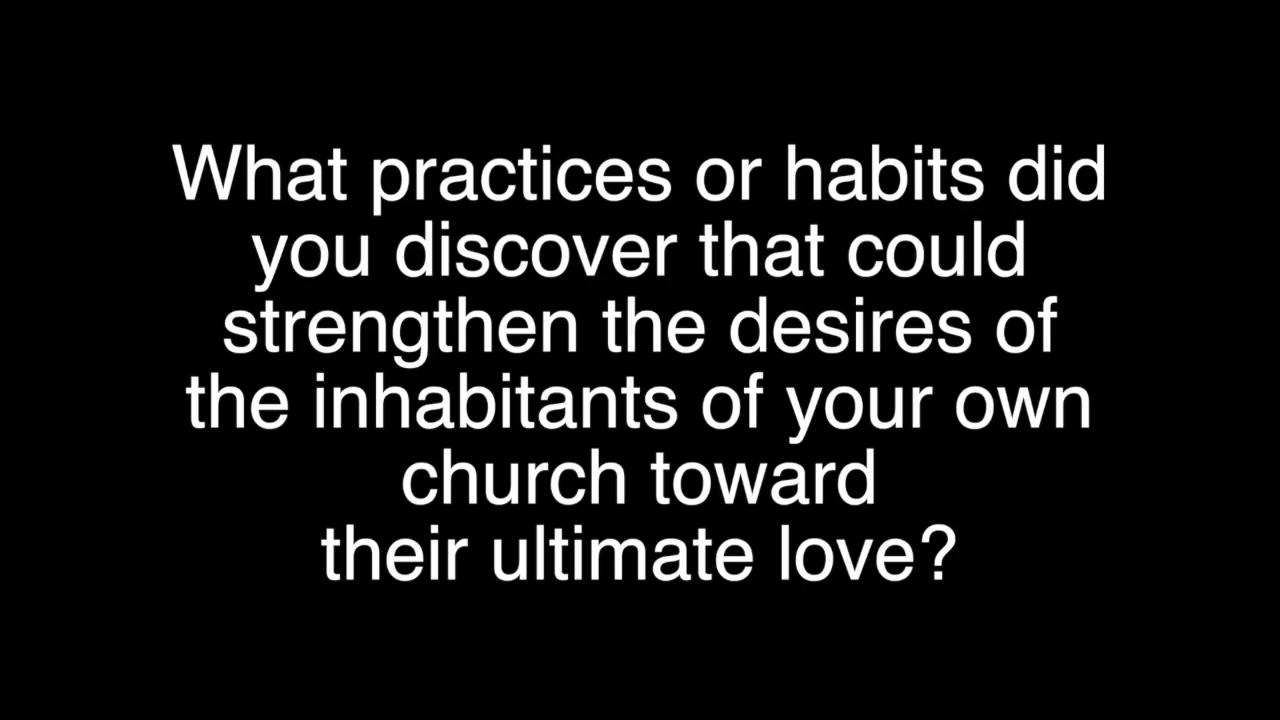 What practices or habits did
you discover that could
strengthen the desires of
the inhabitants of your own
church toward
their ultimate love?